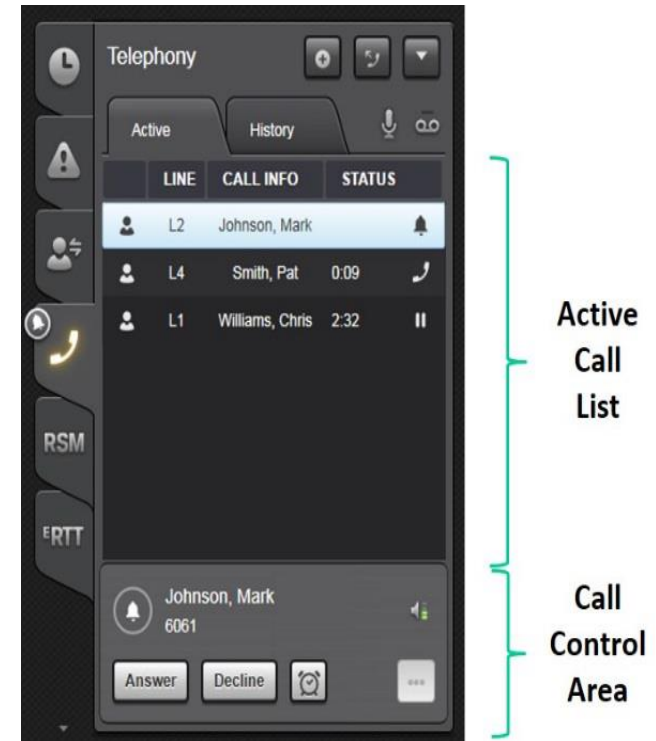 Telephony
Active History
LINE CALL INFO STATUS
L2 Johnson, Mark
L4 Smith, Pat 0:09
L1 Williams, Chris 2:32
RSM
ERTT
Active
Call
List
Johnson, Mark
6061
Answer Decline
Call
Control
Area